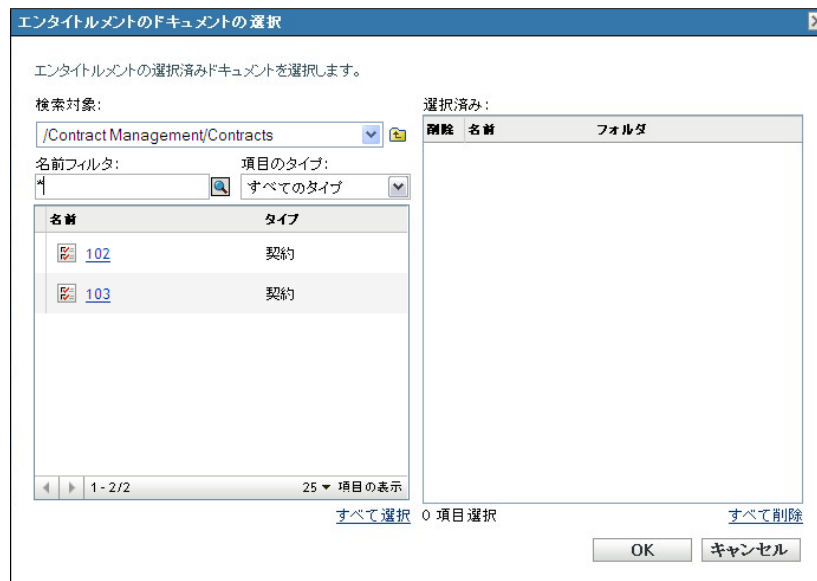 エンタイトルメントのドキュメントの選択
エンタイトルメントの選択済みドキュメントを選択します。
検索対象:
/Contract Management/Contracts
名前フィルタ: 項目のタイプ:
* すべてのタイプ
名前 タイプ
102 契約
103 契約
1 - 2/2 25 項目の表示
すべて選択
選択済み:
削除 名前 フォルダ
0 項目選択 すべて削除
OK キャンセル